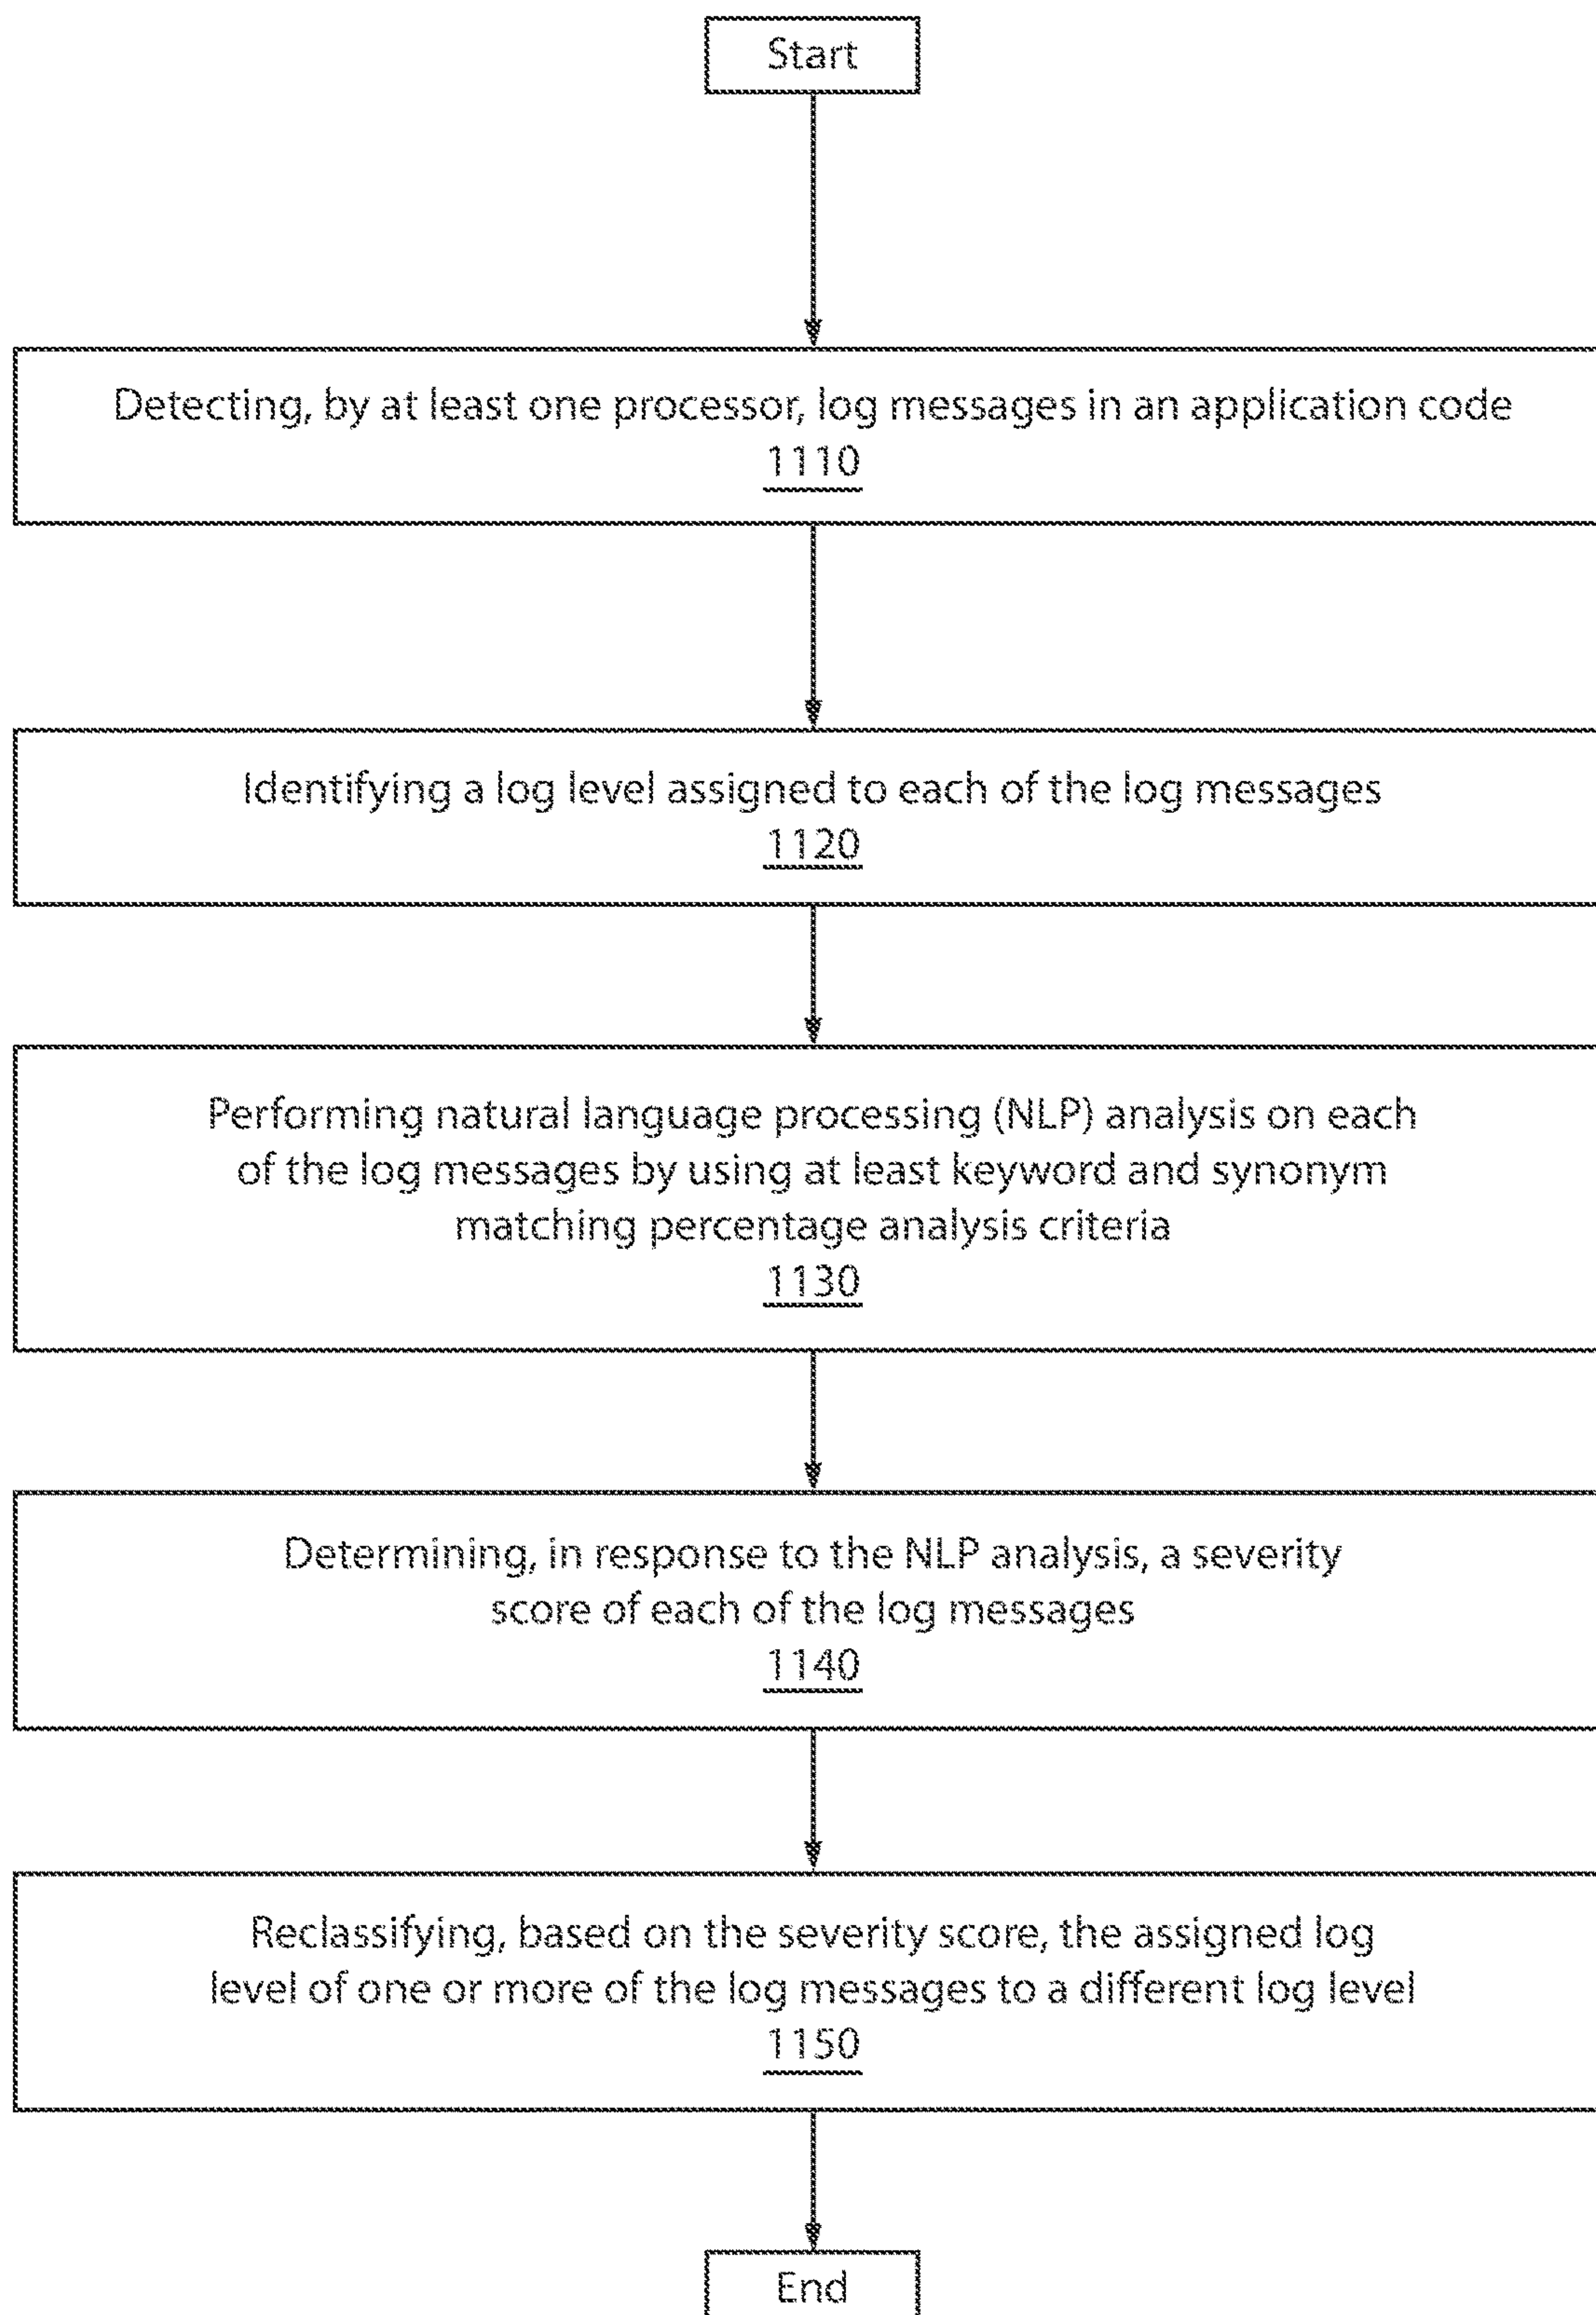 Start
Detecting, by at least one processor, log messages in an application code
1110
Identifying a log level assigned to each of the log messages
1120
Performing natural language processing (NLP) analysis on each
of the log messages by using at least keyword and synonym
matching percentage analysis criteria
1130
Determining, in response to the NLP analysis, a severity
score of each of the log messages
1140
Reclassifying, based on the severity score, the assigned log
level of one or more of the log messages to a different log level
1150
End